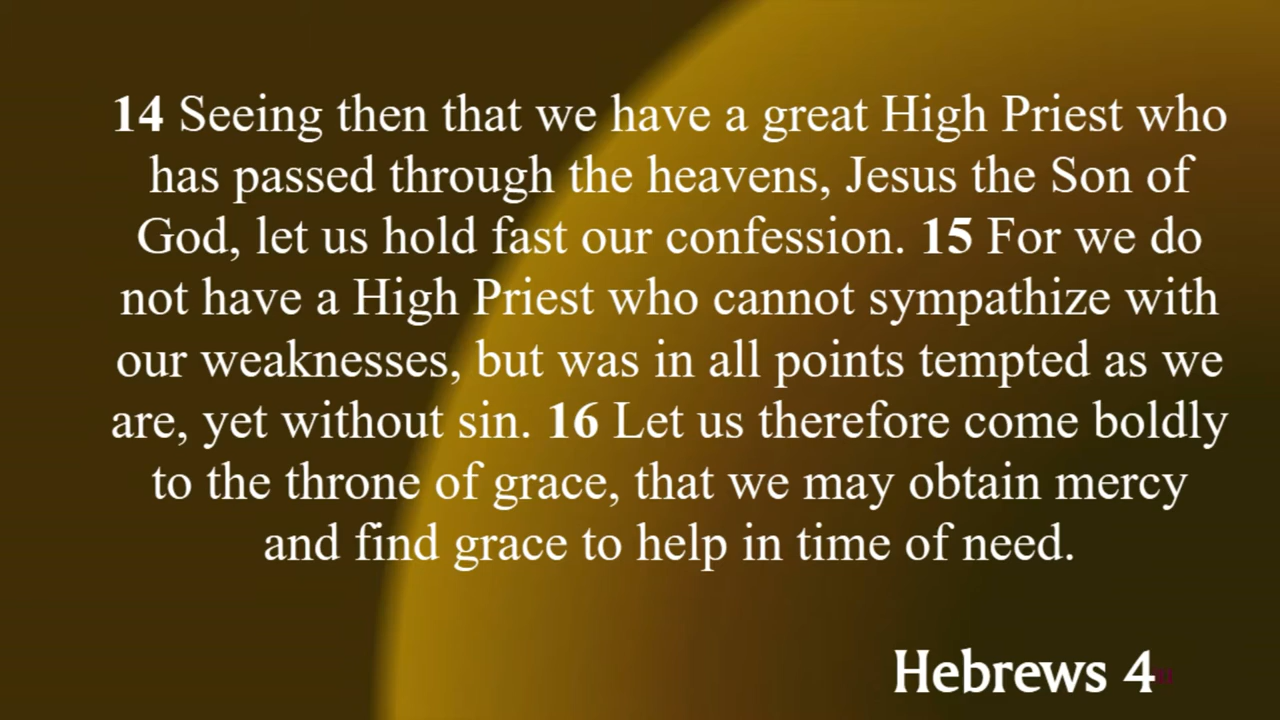 14 Seeing then that we have a great High Priest who
has passed through the heavens, Jesus the Son of
God, let us hold fast our confession. 15 For we do
not have a High Priest who cannot sympathize with
our weaknesses, but was in all points tempted as we
are, yet without sin. 16 Let us therefore come boldly
to the throne of grace, that we may obtain mercy
and find grace to help in time of need.
Hebrews 4